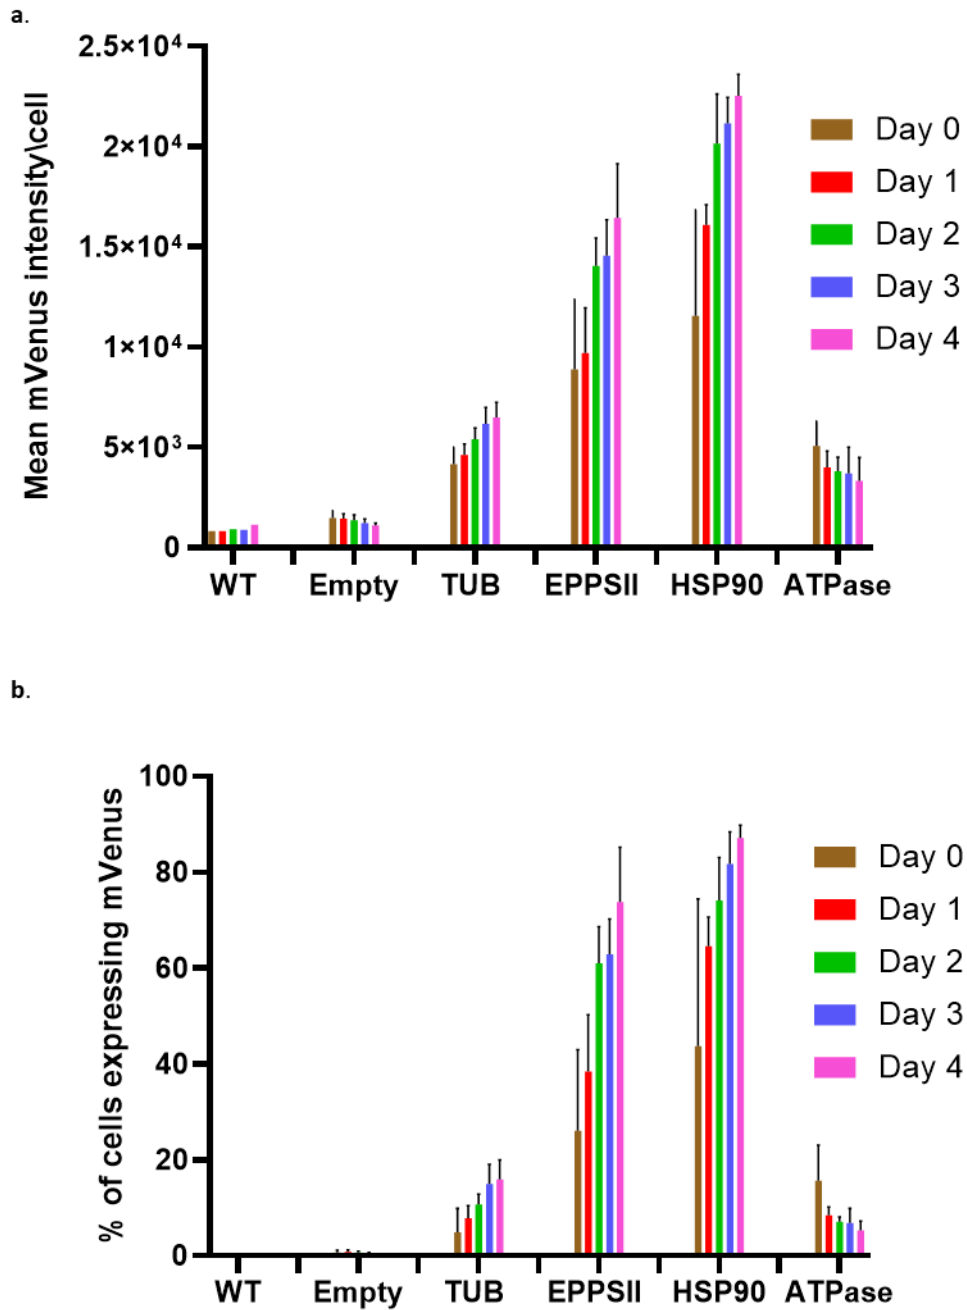 a.
Mean mVenus intensity\cell
2.5×10⁴
2×10⁴
1.5×10⁴
1×10⁴
5×10³
0
WT Empty TUB EPPSII HSP90 ATPase
Day 0
Day 1
Day 2
Day 3
Day 4
b.
% of cells expressing mVenus
100
80
60
40
20
0
WT Empty TUB EPPSII HSP90 ATPase
Day 0
Day 1
Day 2
Day 3
Day 4